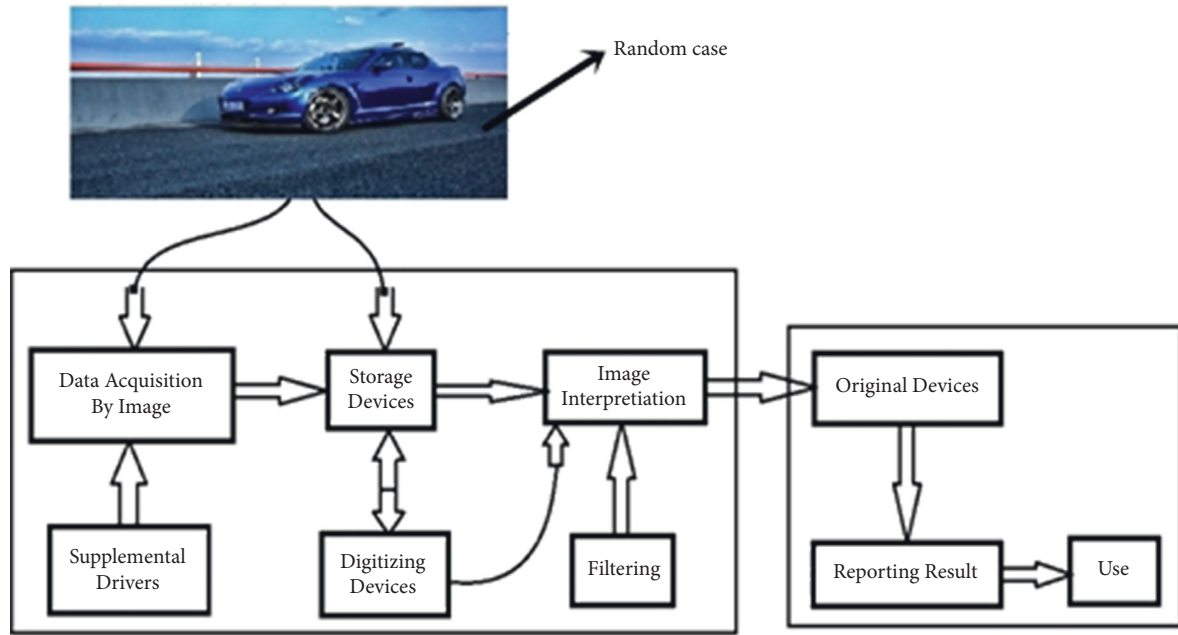 Random case
Data Acquisition
By Image
Storage
Devices
Image
Interpretiation
Original Devices
Supplemental
Drivers
Digitizing
Devices
Filtering
Reporting Result
Use